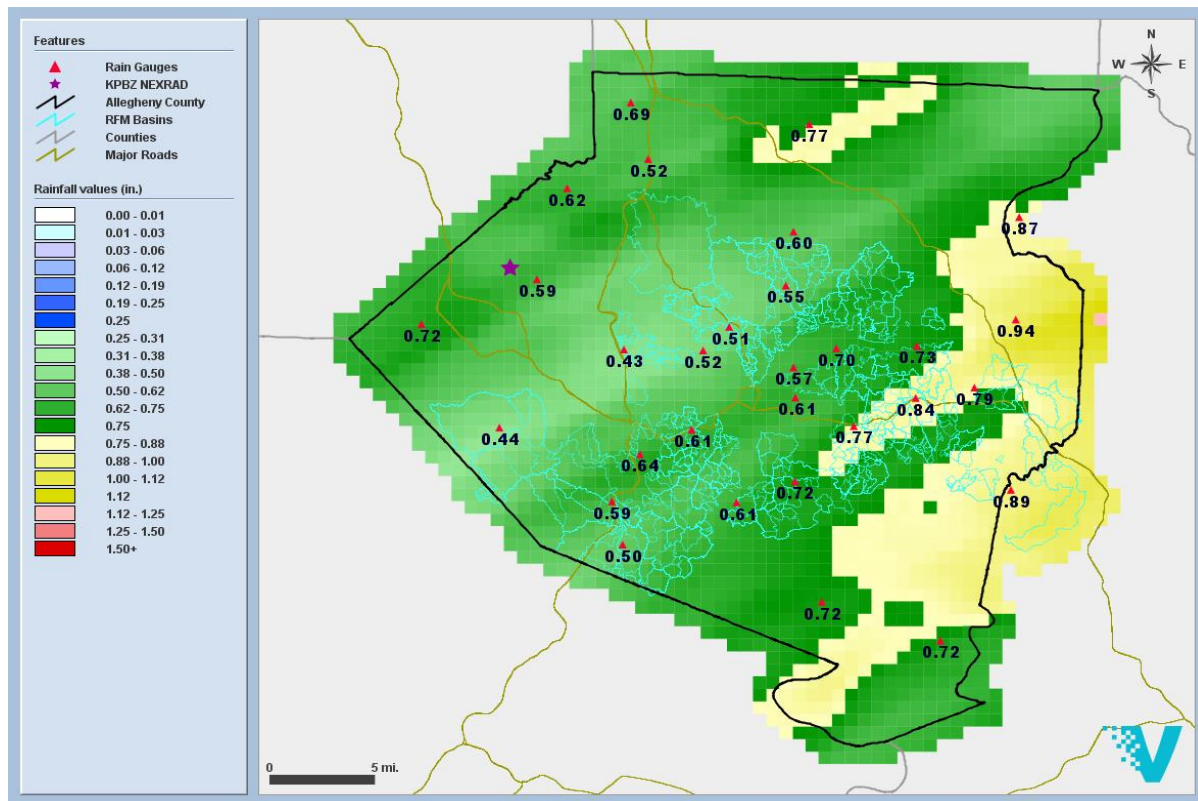 Features
Rain Gauges
KPBZ NEXRAD
Allegheny County
RFM Basins
Counties
Major Roads
Rainfall values (in.)
0.00 - 0.01
0.01 - 0.03
0.03 - 0.06
0.06 - 0.12
0.12 - 0.19
0.19 - 0.25
0.25
0.25 - 0.31
0.31 - 0.38
0.38 - 0.50
0.50 - 0.62
0.62 - 0.75
0.75
0.75 - 0.88
0.88 - 1.00
1.00 - 1.12
1.12
1.12 - 1.25
1.25 - 1.50
1.50+
N
W E
S
0.69
0.77
0.52
0.62
0.87
0.60
0.59
0.55
0.72
0.94
0.51
0.43
0.52
0.70
0.73
0.57
0.79
0.61
0.84
0.44
0.61
0.77
0.64
0.72
0.89
0.59
0.61
0.50
0.72
0.72
0 5 mi.
V